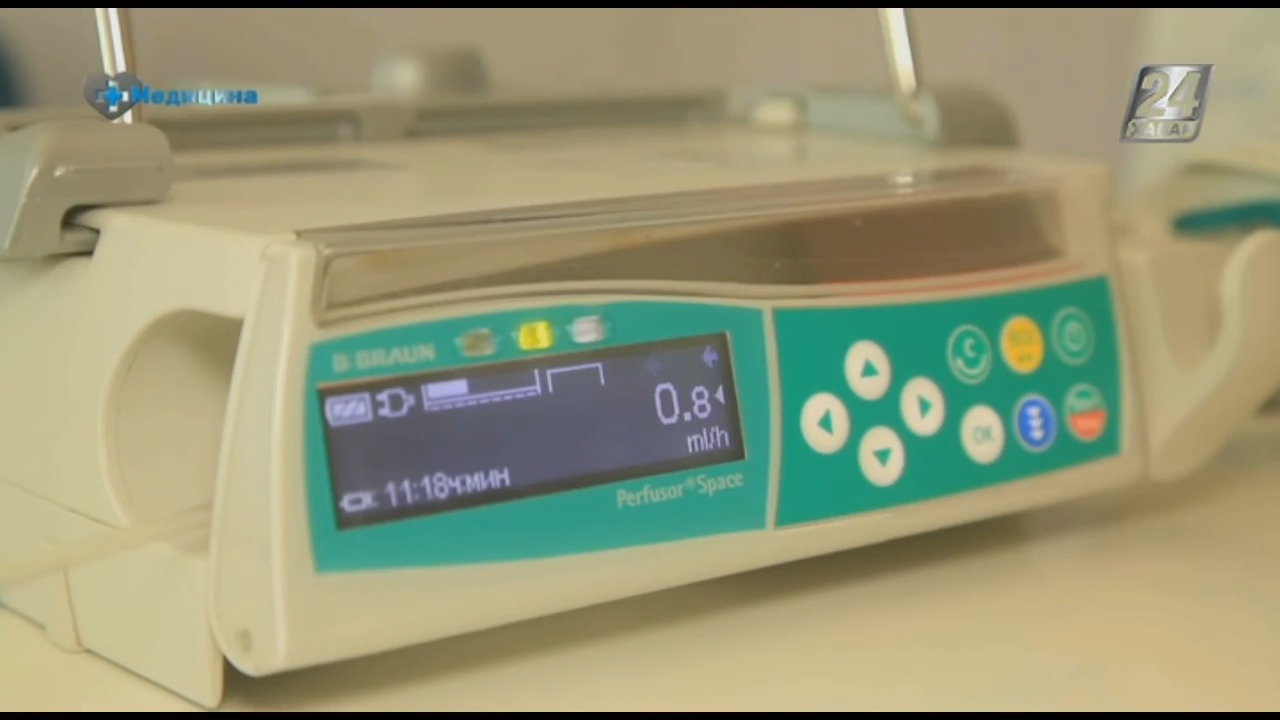 Медицина
24
ХАБАР
B BRAUN
0.8
ml/h
11:18ч:мин
Perfusor® Space
C
OK